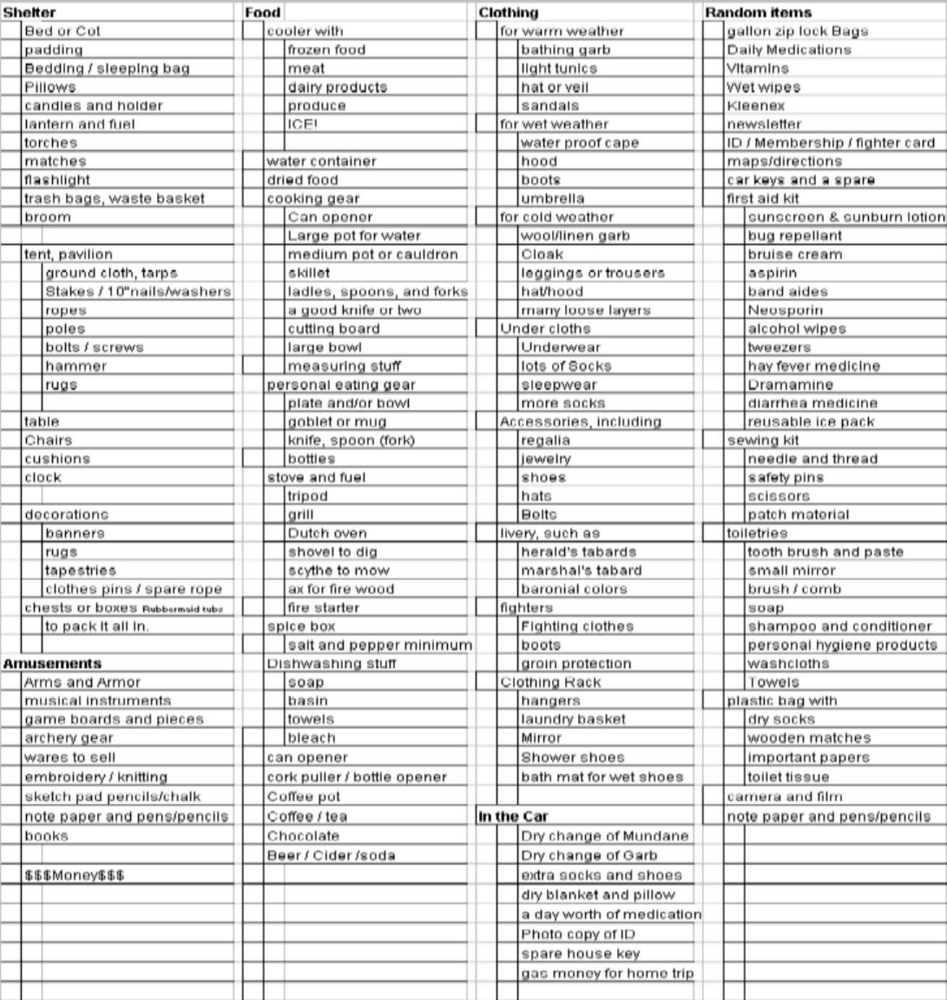 Shelter
Bed or Cot
padding
Bedding / sleeping bag
Pillows
candles and holder
lantern and fuel
torches
matches
flashlight
trash bags, waste basket
broom
tent, pavilion
ground cloth, tarps
Stakes / 10"nails/washers
ropes
poles
bolts / screws
hammer
rugs
table
Chairs
cushions
clock
decorations
banners
rugs
tapestries
clothes pins / spare rope
chests or boxes Rubbermaid tubs
to pack it all in.
Amusements
Arms and Armor
musical instruments
game boards and pieces
archery gear
wares to sell
embroidery / knitting
sketch pad pencils/chalk
note paper and pens/pencils
books
$$$Money$$$
Food
cooler with
frozen food
meat
dairy products
produce
ICE!
water container
dried food
cooking gear
Can opener
Large pot for water
medium pot or cauldron
skillet
ladles, spoons, and forks
a good knife or two
cutting board
large bowl
measuring stuff
personal eating gear
plate and/or bowl
goblet or mug
knife, spoon (fork)
bottles
stove and fuel
tripod
grill
Dutch oven
shovel to dig
scythe to mow
ax for fire wood
fire starter
spice box
salt and pepper minimum
Dishwashing stuff
soap
basin
towels
bleach
can opener
cork puller / bottle opener
Coffee pot
Coffee / tea
Chocolate
Beer / Cider /soda
Clothing
for warm weather
bathing garb
light tunics
hat or veil
sandals
for wet weather
water proof cape
hood
boots
umbrella
for cold weather
wool/linen garb
Cloak
leggings or trousers
hat/hood
many loose layers
Under cloths
Underwear
lots of Socks
sleepwear
more socks
Accessories, including
regalia
jewelry
shoes
hats
Belts
livery, such as
herald's tabards
marshal's tabard
baronial colors
fighters
Fighting clothes
boots
groin protection
Clothing Rack
hangers
laundry basket
Mirror
Shower shoes
bath mat for wet shoes
In the Car
Dry change of Mundane
Dry change of Garb
extra socks and shoes
dry blanket and pillow
a day worth of medication
Photo copy of ID
spare house key
gas money for home trip
Random items
gallon zip lock Bags
Daily Medications
Vitamins
Wet wipes
Kleenex
newsletter
ID / Membership / fighter card
maps/directions
car keys and a spare
first aid kit
sunscreen & sunburn lotion
bug repellant
bruise cream
aspirin
band aides
Neosporin
alcohol wipes
tweezers
hay fever medicine
Dramamine
diarrhea medicine
reusable ice pack
sewing kit
needle and thread
safety pins
scissors
patch material
toiletries
tooth brush and paste
small mirror
brush / comb
soap
shampoo and conditioner
personal hygiene products
washcloths
Towels
plastic bag with
dry socks
wooden matches
important papers
toilet tissue
camera and film
note paper and pens/pencils